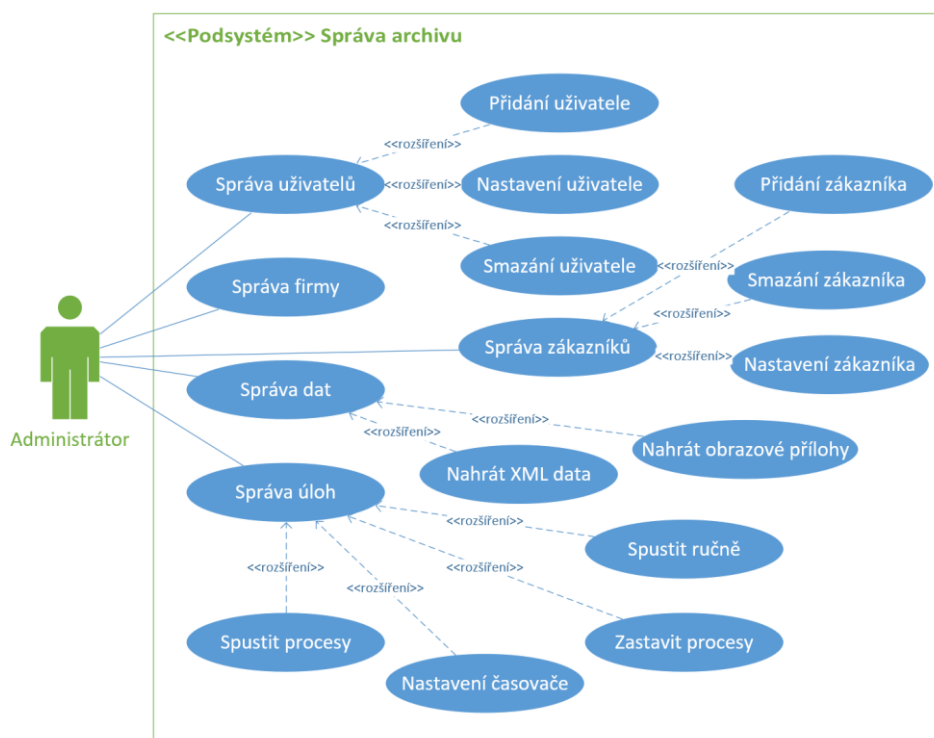 <<Podsystém>> Správa archivu
Přidání uživatele
<<rozšíření>>
Správa uživatelů
<<rozšíření>>
Nastavení uživatele
Přidání zákazníka
<<rozšíření>>
Smazání uživatele
<<rozšíření>>
Smazání zákazníka
Správa firmy
<<rozšíření>>
Správa zákazníků
<<rozšíření>>
Nastavení zákazníka
Správa dat
<<rozšíření>>
<<rozšíření>>
Nahrát obrazové přílohy
Administrátor
Nahrát XML data
Správa úloh
<<rozšíření>>
Spustit ručně
<<rozšíření>>
<<rozšíření>>
<<rozšíření>>
Spustit procesy
Zastavit procesy
Nastavení časovače